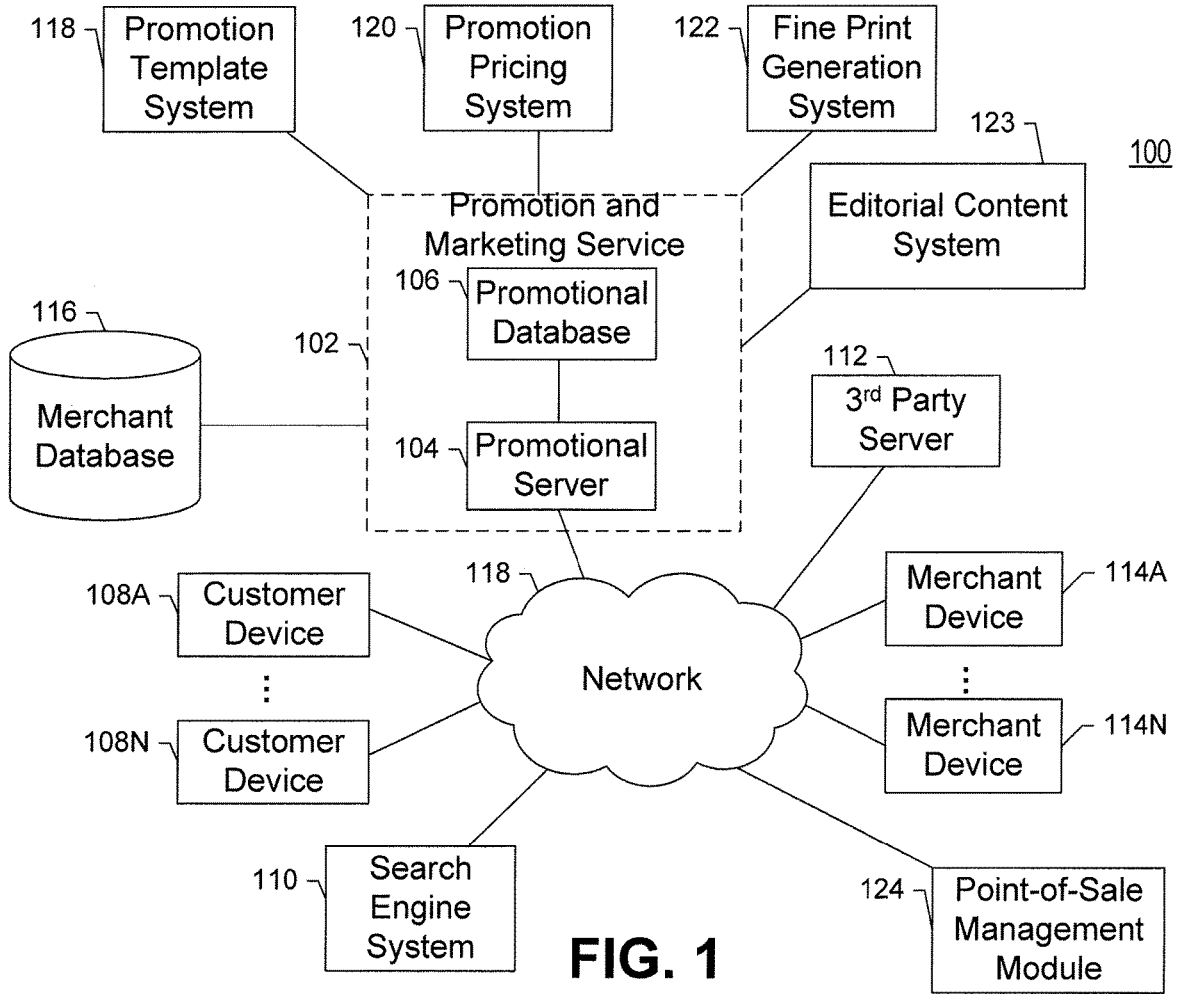 118
Promotion
Template
System
120
Promotion
Pricing
System
122
Fine Print
Generation
System
123
100
Editorial Content
System
Promotion and
Marketing Service
106
Promotional
Database
116
102
Merchant
Database
112
3rd Party
Server
104
Promotional
Server
118
108A
Customer
Device
Merchant
Device
114A
Network
108N
Customer
Device
Merchant
Device
114N
110
Search
Engine
System
124
Point-of-Sale
Management
Module
FIG. 1